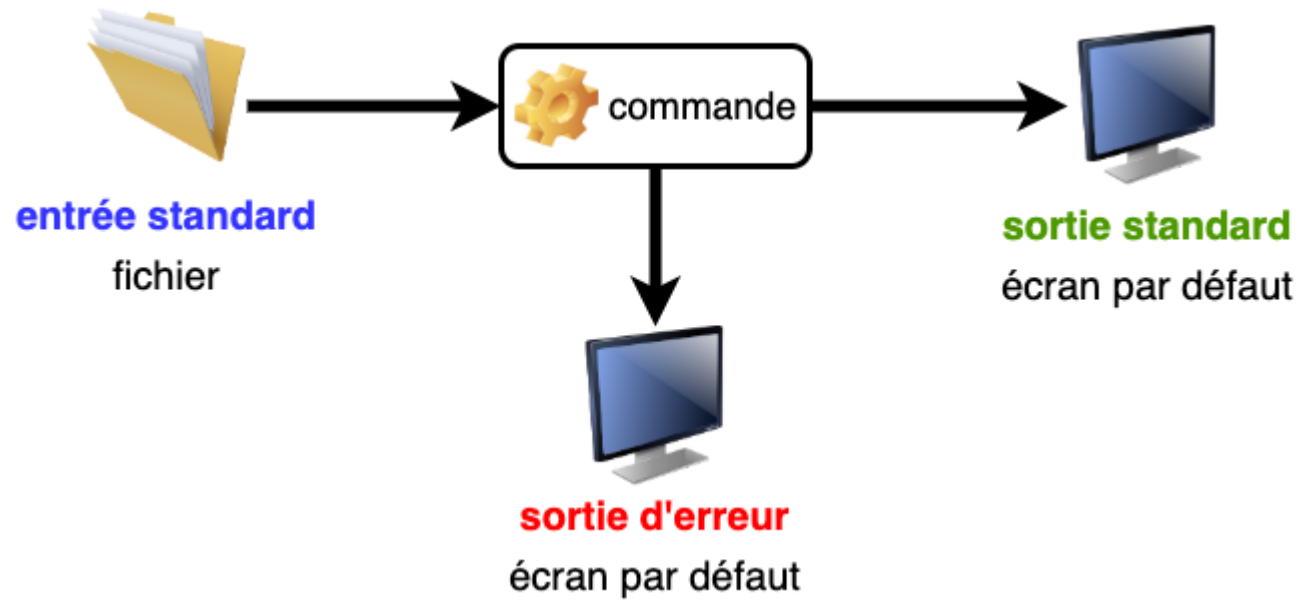 commande
entrée standard
fichier
sortie standard
écran par défaut
sortie d'erreur
écran par défaut